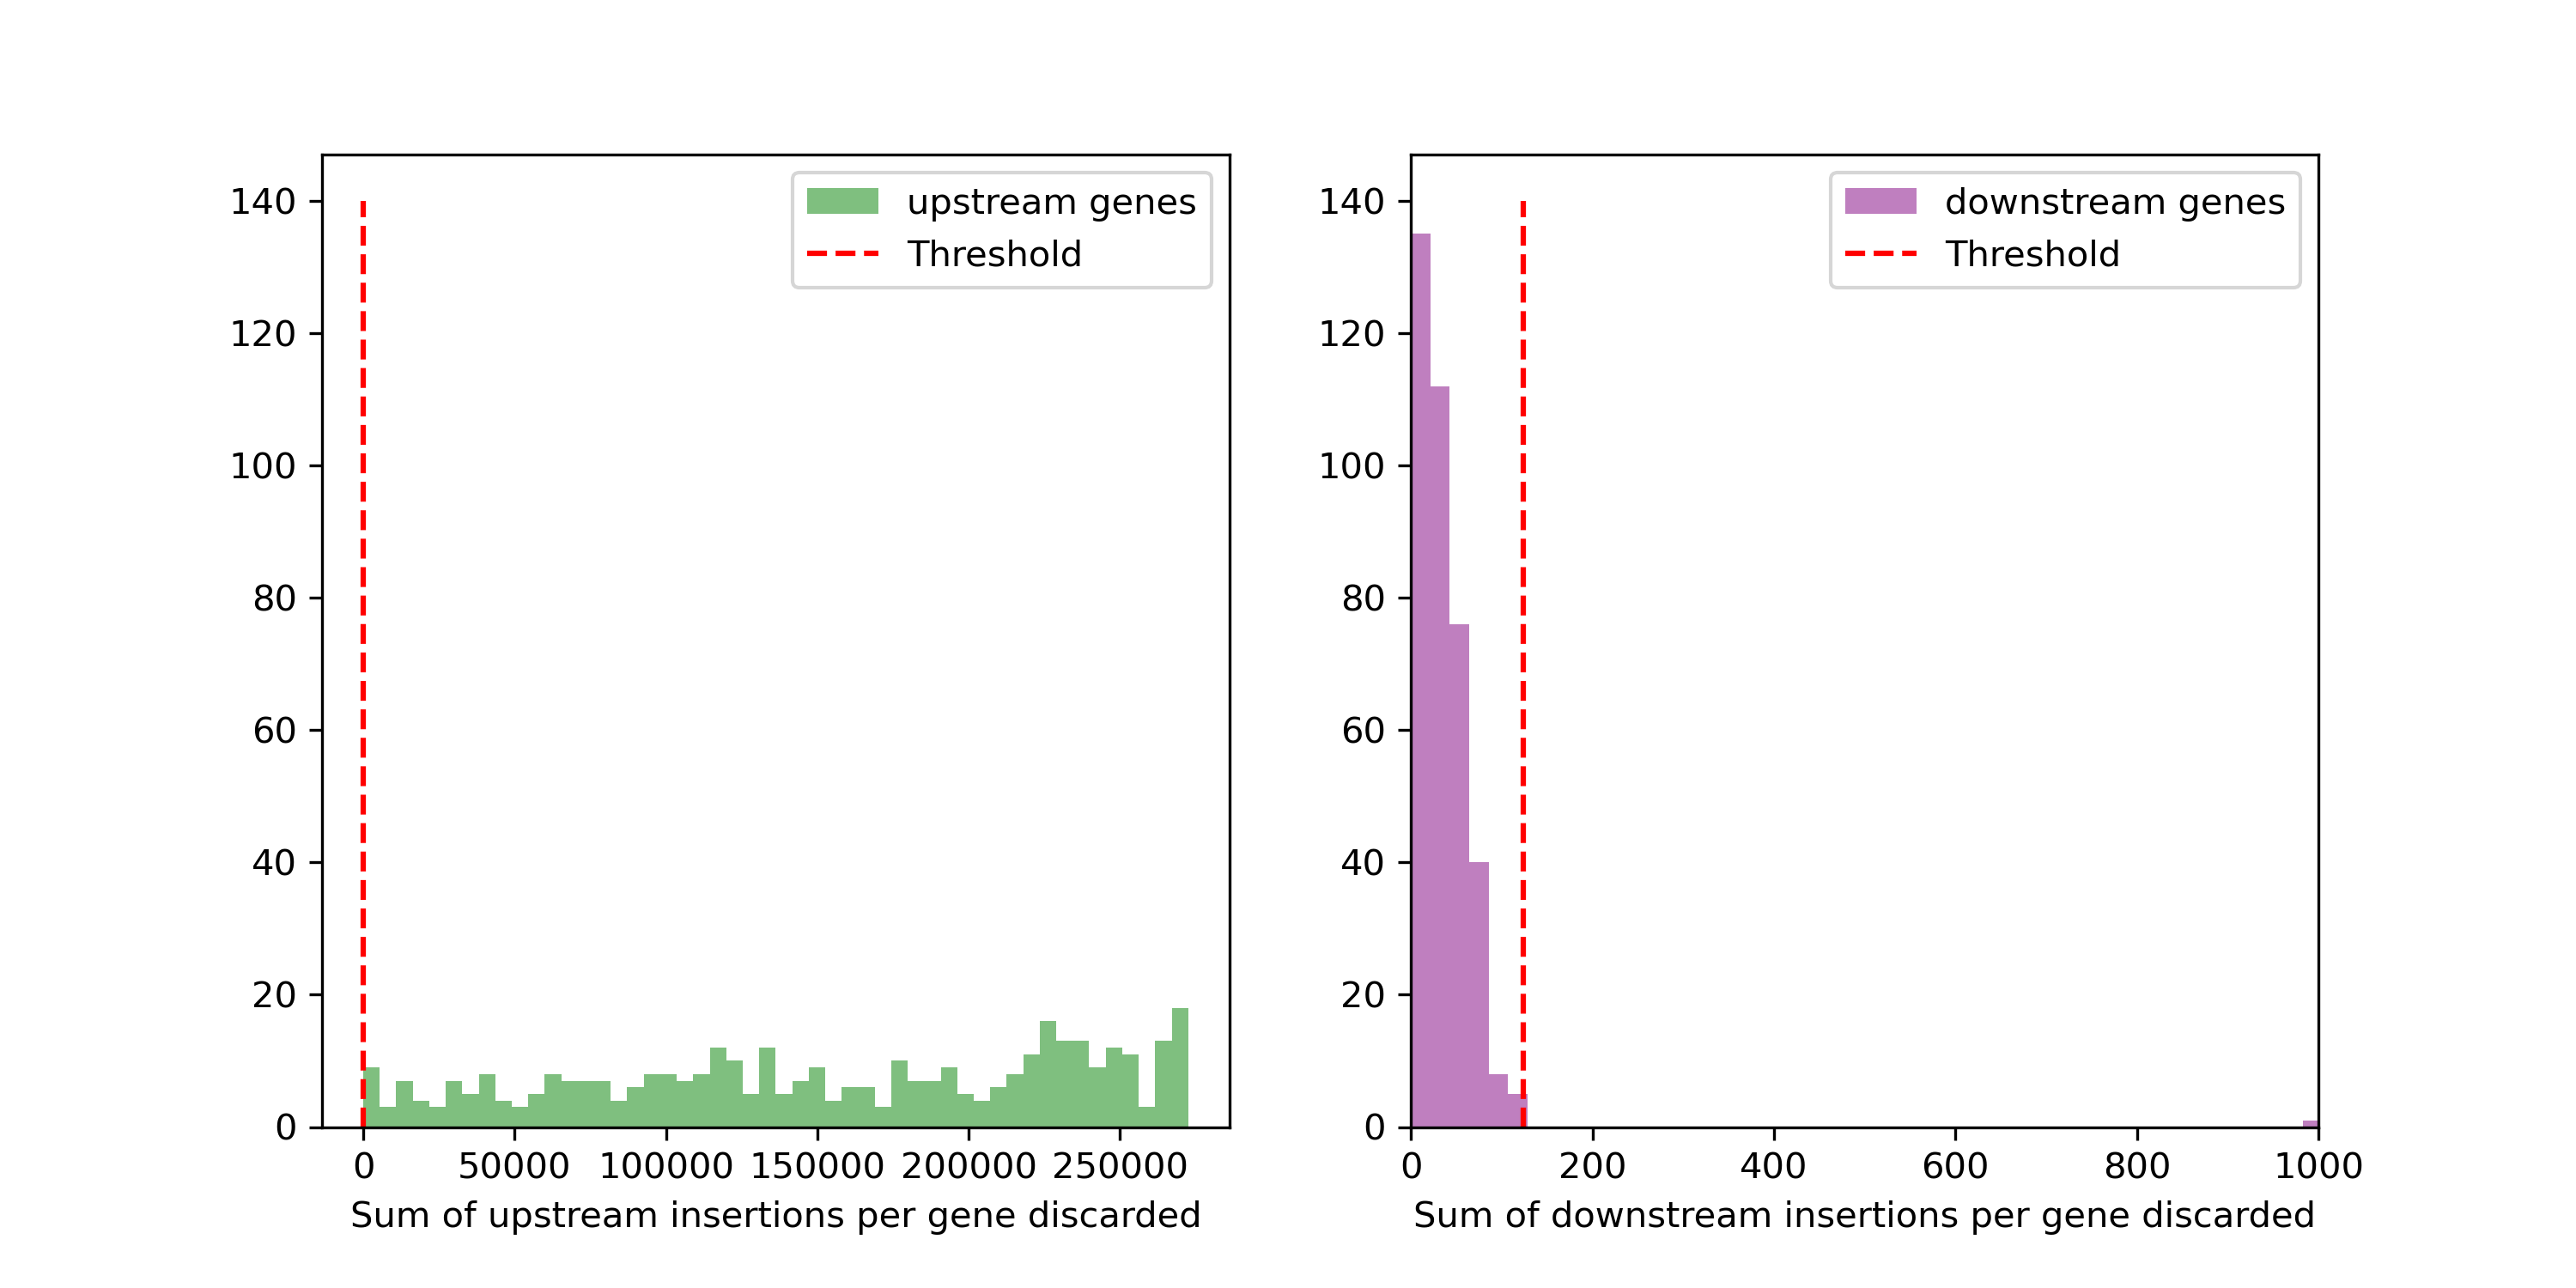 upstream genes
Threshold
140
120
100
80
60
40
20
0
0 50000 100000 150000 200000 250000
Sum of upstream insertions per gene discarded
downstream genes
Threshold
140
120
100
80
60
40
20
0
0 200 400 600 800 1000
Sum of downstream insertions per gene discarded